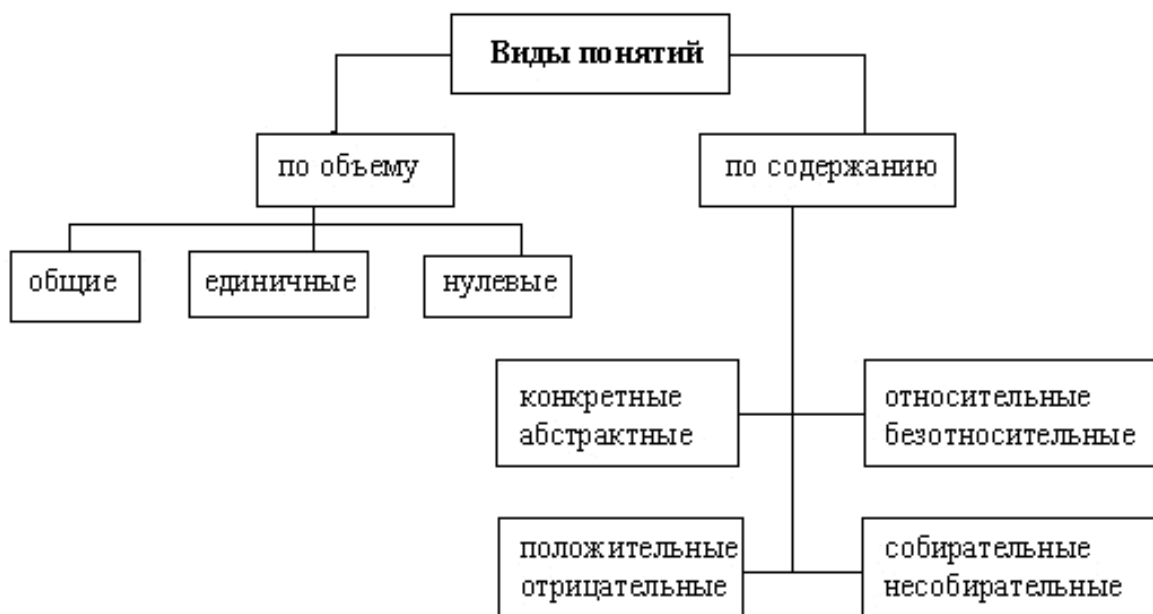 Виды понятий
по объему
по содержанию
общие
единичные
нулевые
конкретные
абстрактные
относительные
безотносительные
положительные
отрицательные
собирательные
несобирательные